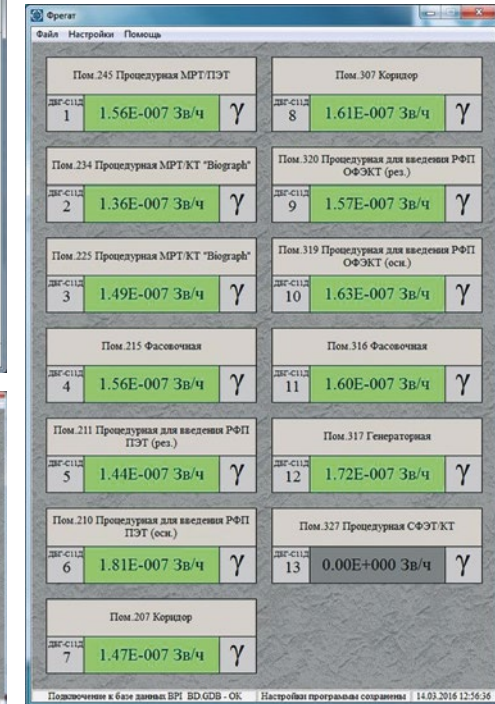 Фрегат
Файл Настройки Помощь
Пом.245 Процедурная МРТ/ПЭТ
ДБГ-С11Д
1
1.56E-007 Зв/ч
γ
Пом.234 Процедурная МРТ/КТ "Biograph"
ДБГ-С11Д
2
1.36E-007 Зв/ч
γ
Пом.225 Процедурная МРТ/КТ "Biograph"
ДБГ-С11Д
3
1.49E-007 Зв/ч
γ
Пом.215 Фасовочная
ДБГ-С11Д
4
1.56E-007 Зв/ч
γ
Пом.211 Процедурная для введения РФП
ПЭТ (рез.)
ДБГ-С11Д
5
1.44E-007 Зв/ч
γ
Пом.210 Процедурная для введения РФП
ПЭТ (осн.)
ДБГ-С11Д
6
1.81E-007 Зв/ч
γ
Пом.207 Коридор
ДБГ-С11Д
7
1.47E-007 Зв/ч
γ
Пом.307 Коридор
ДБГ-С11Д
8
1.61E-007 Зв/ч
γ
Пом.320 Процедурная для введения РФП
ОФЭКТ (рез.)
ДБГ-С11Д
9
1.57E-007 Зв/ч
γ
Пом.319 Процедурная для введения РФП
ОФЭКТ (осн.)
ДБГ-С11Д
10
1.63E-007 Зв/ч
γ
Пом.316 Фасовочная
ДБГ-С11Д
11
1.60E-007 Зв/ч
γ
Пом.317 Генераторная
ДБГ-С11Д
12
1.72E-007 Зв/ч
γ
Пом.327 Процедурная СФЭТ/КТ
ДБГ-С11Д
13
0.00E+000 Зв/ч
γ
Подключение к базе данных BPI_BD.GDB - OK Настройки программы сохранены 14.03.2016 12:56:36